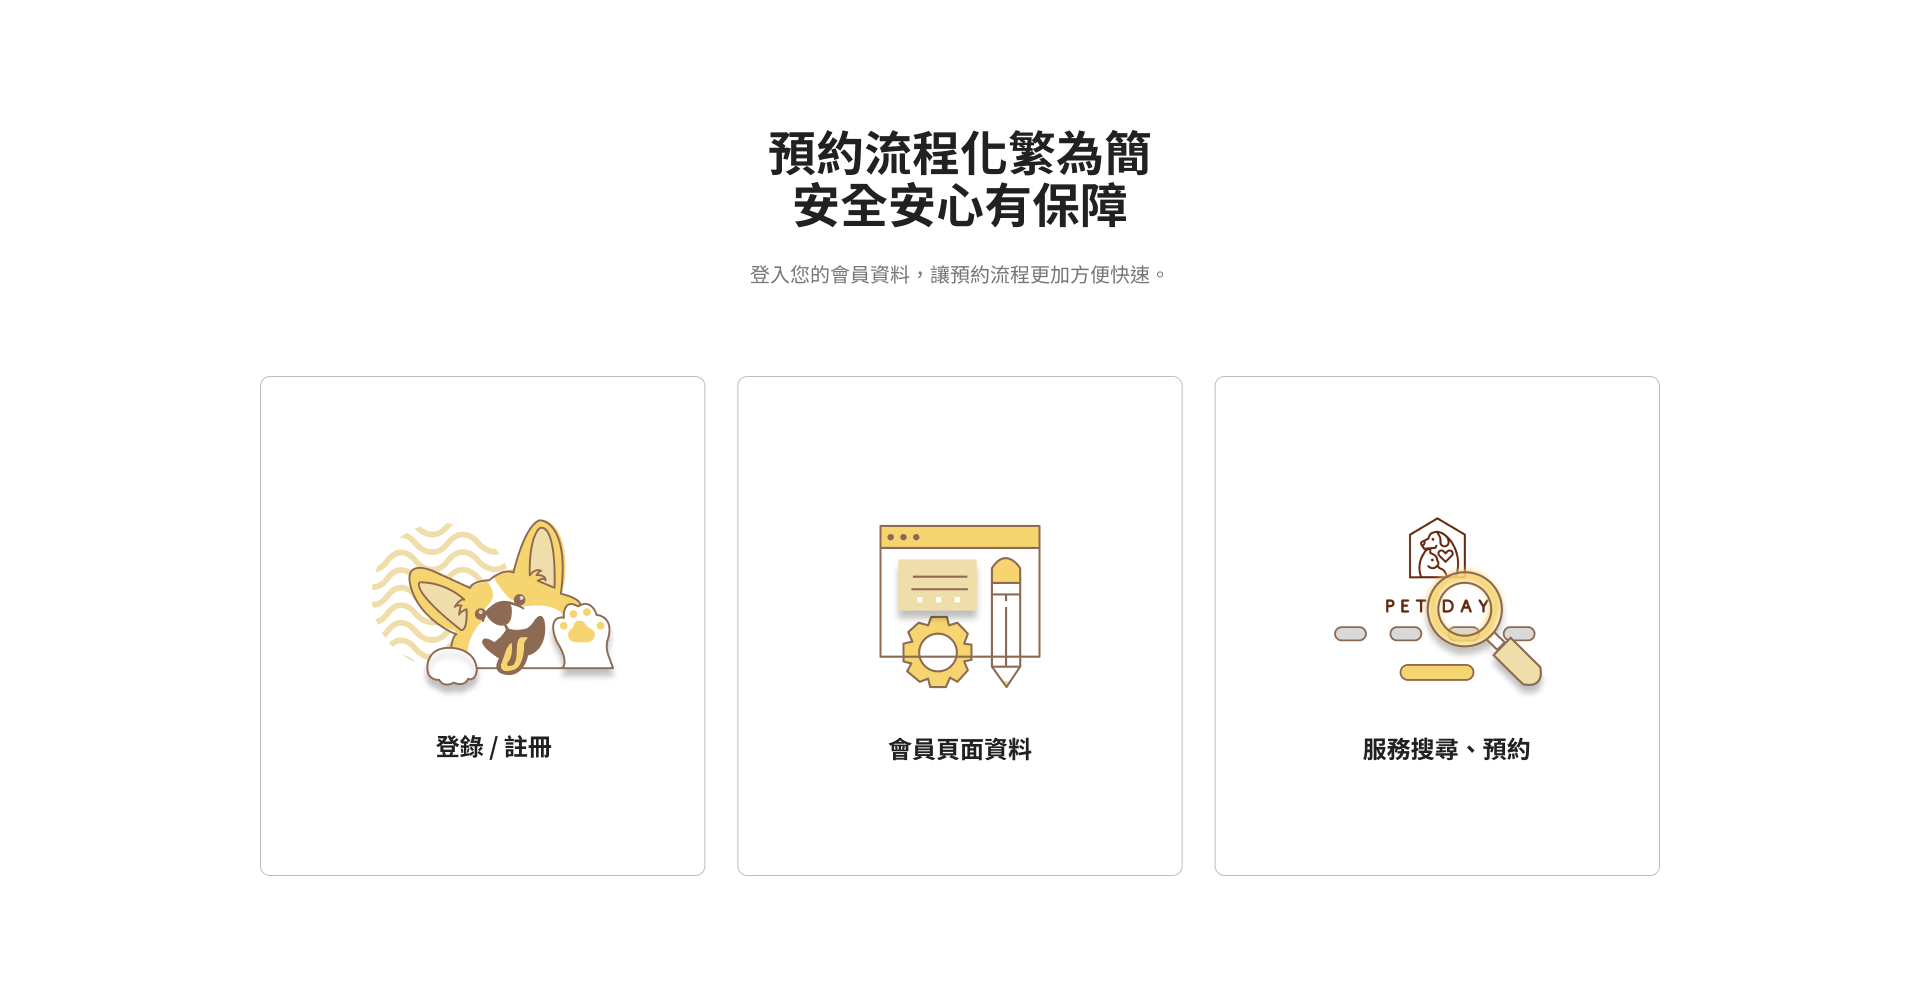 預約流程化繁為簡
安全安心有保障
登入您的會員資料，讓預約流程更加方便快速。
PET DAY
登錄 / 註冊
會員頁面資料
服務搜尋、預約